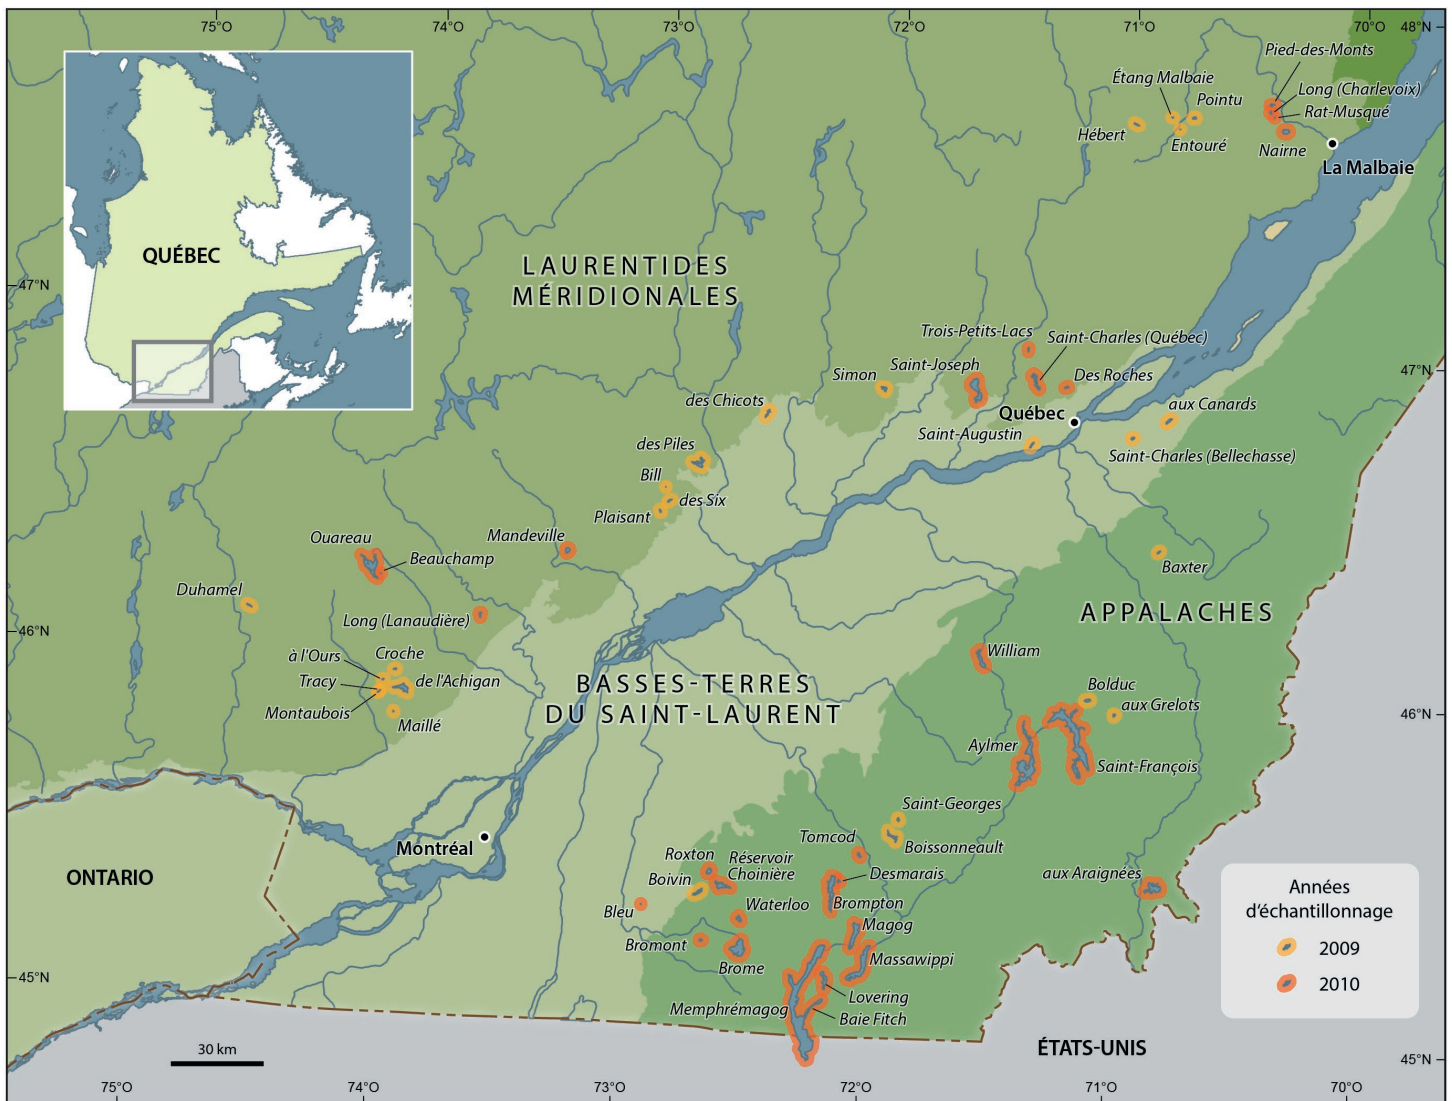 75°O
74°O
73°O
72°O
71°O
70°O
48°N
Pied-des-Monts
Étang Malbaie
Long (Charlevoix)
Pointu
Rat-Musqué
Hébert
Entouré
Nairne
La Malbaie
QUÉBEC
LAURENTIDES
MÉRIDIONALES
47°N
Trois-Petits-Lacs
Saint-Charles (Québec)
Saint-Joseph
47°N
Simon
Des Roches
des Chicots
Québec
aux Canards
Saint-Augustin
des Piles
Saint-Charles (Bellechasse)
Bill
des Six
Plaisant
Ouareau
Mandeville
Beauchamp
Baxter
Duhamel
APPALACHES
Long (Lanaudière)
46°N
à l'Ours
Croche
William
Tracy
de l'Achigan
BASSES-TERRES
DU SAINT-LAURENT
Bolduc
Montaubois
aux Grelots
46°N
Maillé
Aylmer
Saint-François
Saint-Georges
Tomcod
Boissonneault
Montréal
Roxton
Réservoir
Choinière
ONTARIO
Boivin
Desmarais
aux Araignées
Bleu
Waterloo
Brompton
Magog
Bromont
Brome
Massawippi
45°N
Lovering
Memphrémagog
Baie Fitch
Années
d'échantillonnage
2009
2010
30 km
ÉTATS-UNIS
45°N
75°O
74°O
73°O
72°O
71°O
70°O